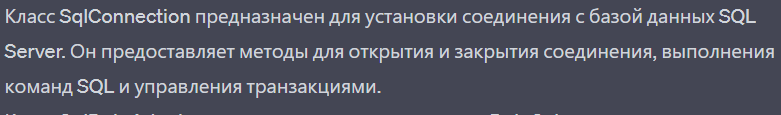 Класс SqlConnection предназначен для установки соединения с базой данных SQL
Server. Он предоставляет методы для открытия и закрытия соединения, выполнения
команд SQL и управления транзакциями.